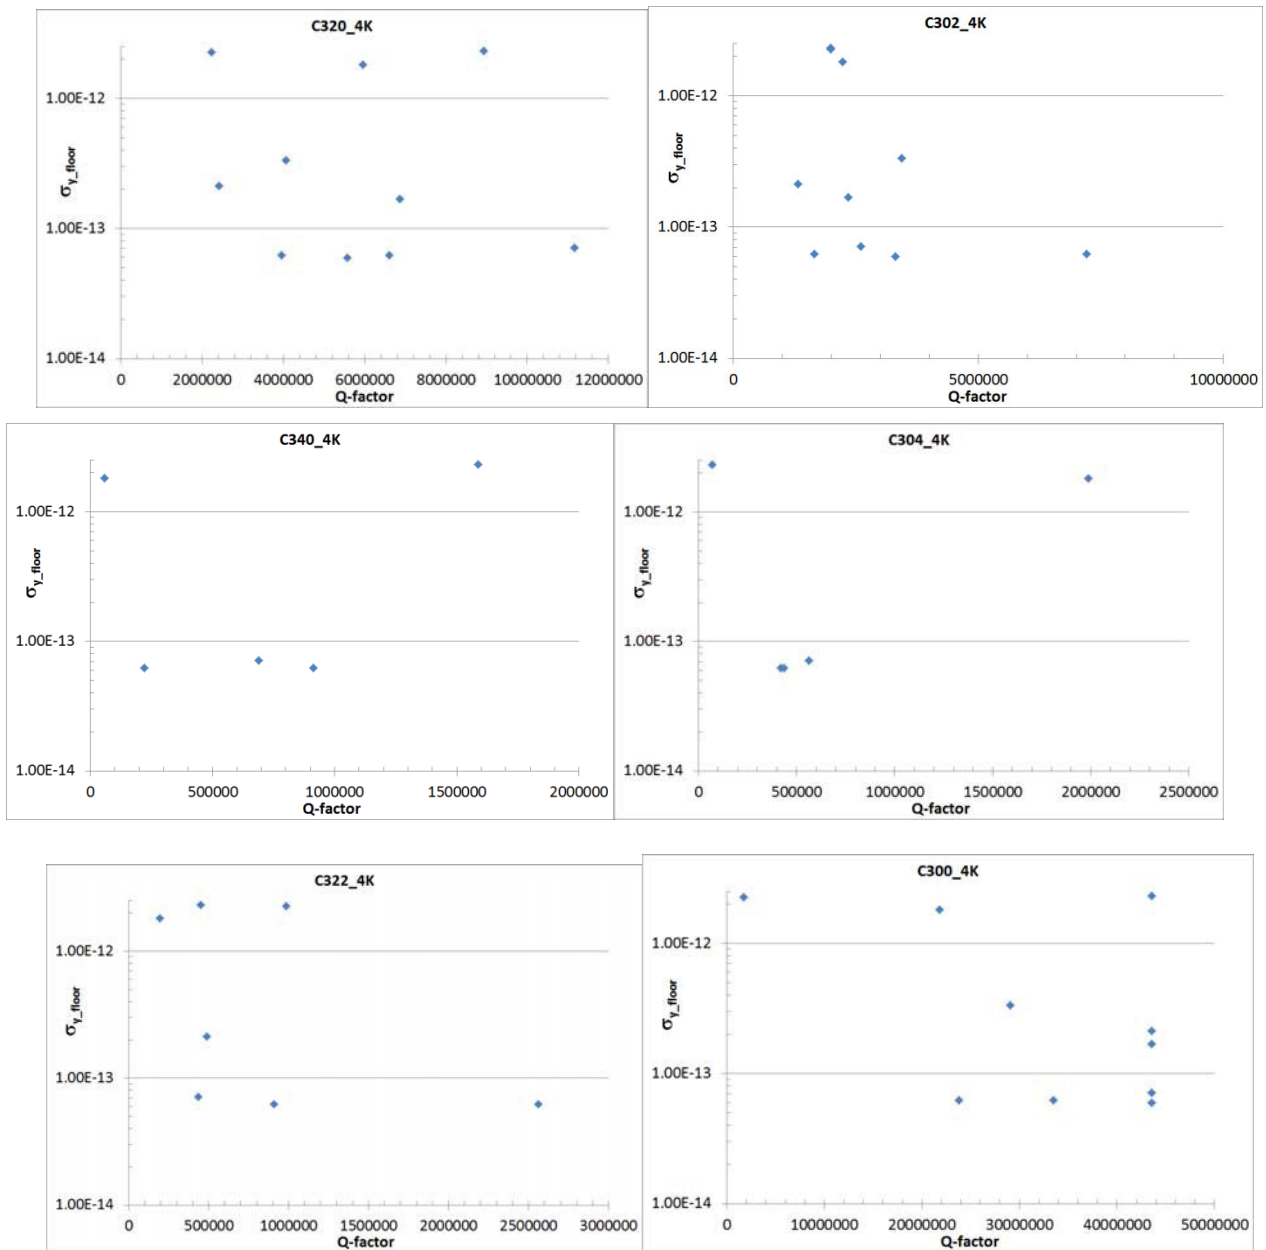 C320_4K
1.00E-12
1.00E-13
1.00E-14
σy_floor
0 2000000 4000000 6000000 8000000 10000000 12000000
Q-factor
C302_4K
1.00E-12
1.00E-13
1.00E-14
σy_floor
0 5000000 10000000
Q-factor
C340_4K
1.00E-12
1.00E-13
1.00E-14
σy_floor
0 500000 1000000 1500000 2000000
Q-factor
C304_4K
1.00E-12
1.00E-13
1.00E-14
σy_floor
0 500000 1000000 1500000 2000000 2500000
Q-factor
C322_4K
1.00E-12
1.00E-13
1.00E-14
σy_floor
0 500000 1000000 1500000 2000000 2500000 3000000
Q-factor
C300_4K
1.00E-12
1.00E-13
1.00E-14
σy_floor
0 10000000 20000000 30000000 40000000 50000000
Q-factor